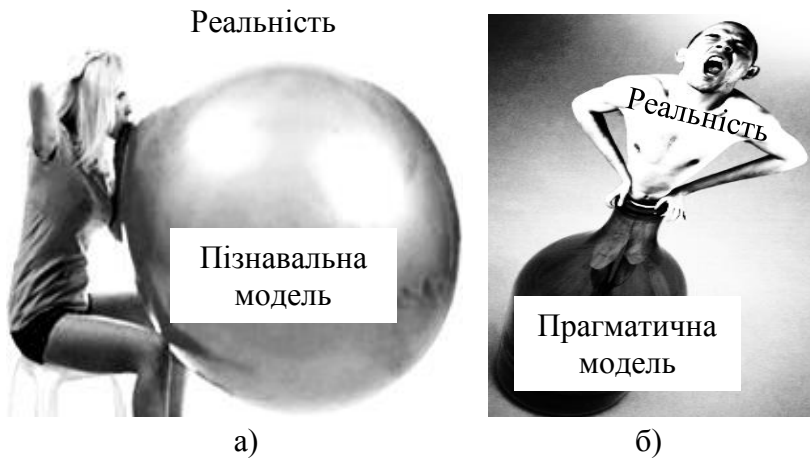 Реальність
Пізнавальна
модель
а)
Реальність
Прагматична
модель
б)